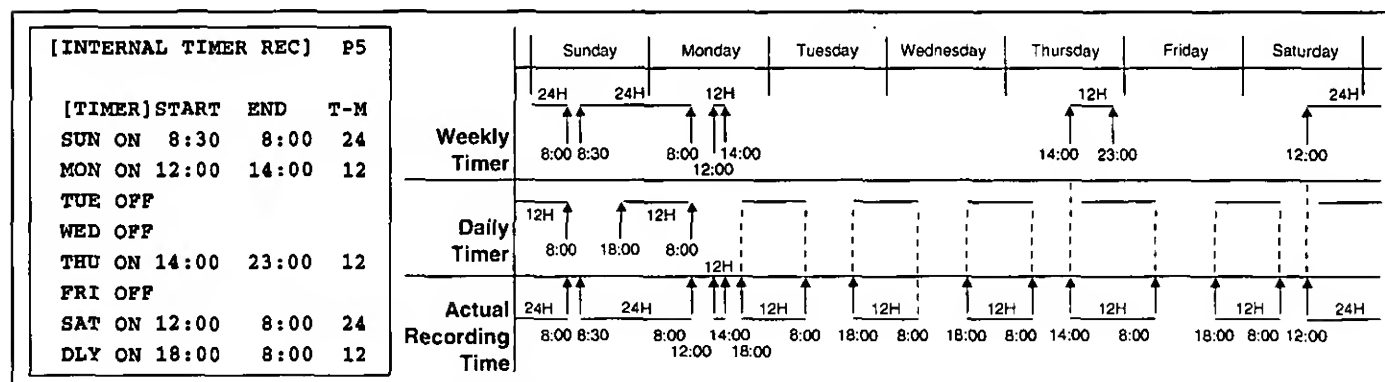 [INTERNAL TIMER REC] P5
[TIMER] START END T-M
SUN ON 8:30 8:00 24
MON ON 12:00 14:00 12
TUE OFF
WED OFF
THU ON 14:00 23:00 12
FRI OFF
SAT ON 12:00 8:00 24
DLY ON 18:00 8:00 12
Sunday Monday Tuesday Wednesday Thursday Friday Saturday
24H 24H 12H 12H 24H
Weekly Timer
8:00 8:30 8:00 12:00 14:00 14:00 23:00 12:00
12H 12H
Daily Timer
8:00 18:00 8:00
12H
Actual Recording Time
24H 24H 12H 12H 12H 12H 12H 24H
8:00 8:30 8:00 12:00 14:00 18:00 8:00 18:00 8:00 18:00 8:00 14:00 8:00 18:00 8:00 12:00